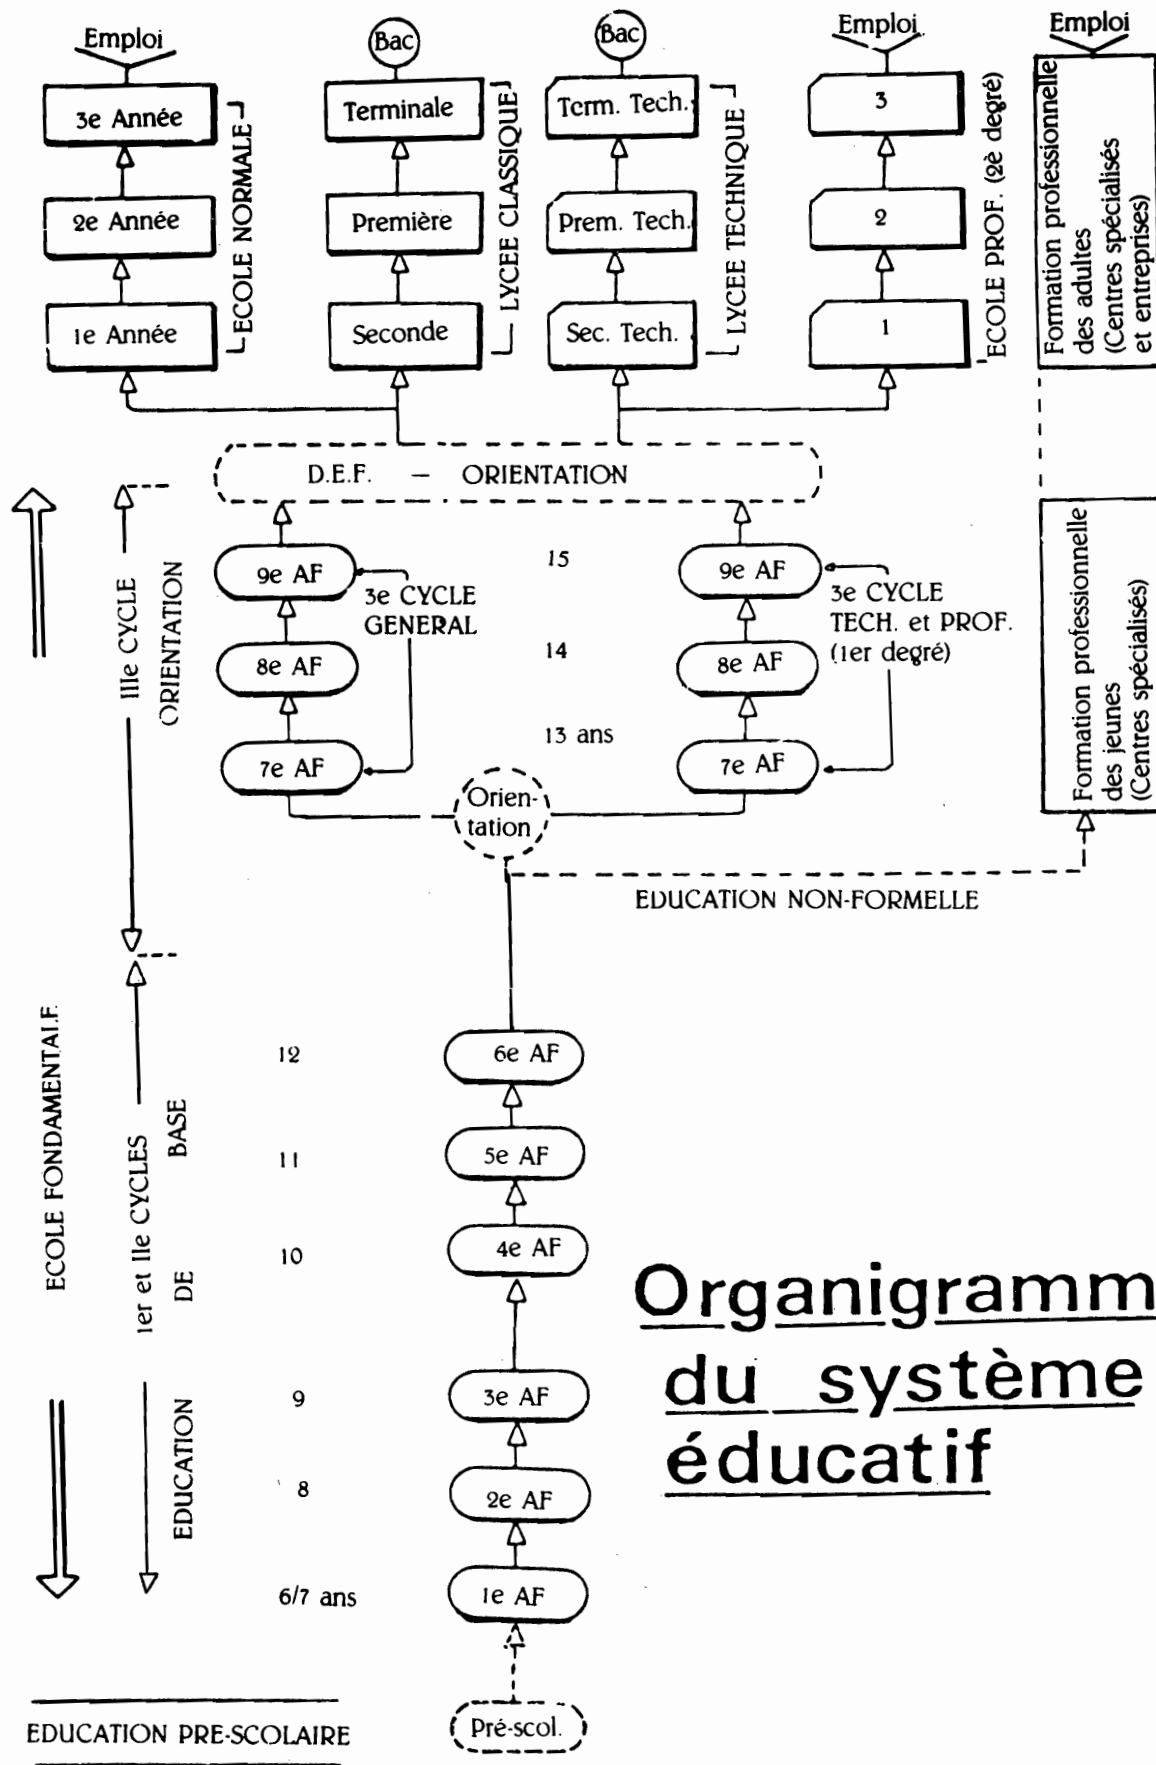 Emploi
Bac
Bac
Emploi
Emploi
3e Année
Terminale
Term. Tech.
3
2e Année
Première
Prem. Tech.
2
1e Année
Seconde
Sec. Tech.
1
ECOLE NORMALE
LYCEE CLASSIQUE
LYCEE TECHNIQUE
ECOLE PROF. (2è degré)
Formation professionnelle
des adultes
(Centres spécialisés
et entreprises)
D.E.F. — ORIENTATION
9e AF
15
9e AF
3e CYCLE
GENERAL
3e CYCLE
TECH. et PROF.
(1er degré)
8e AF
14
8e AF
13 ans
7e AF
7e AF
IIIe CYCLE
ORIENTATION
Formation professionnelle
des jeunes
(Centres spécialisés)
Orien-
tation
EDUCATION NON-FORMELLE
12
6e AF
11
5e AF
10
4e AF
9
3e AF
8
2e AF
6/7 ans
1e AF
ECOLE FONDAMENTALE
1er et IIe CYCLES
EDUCATION DE BASE
Organigramm
du système
éducatif
EDUCATION PRE-SCOLAIRE
Pré-scol.